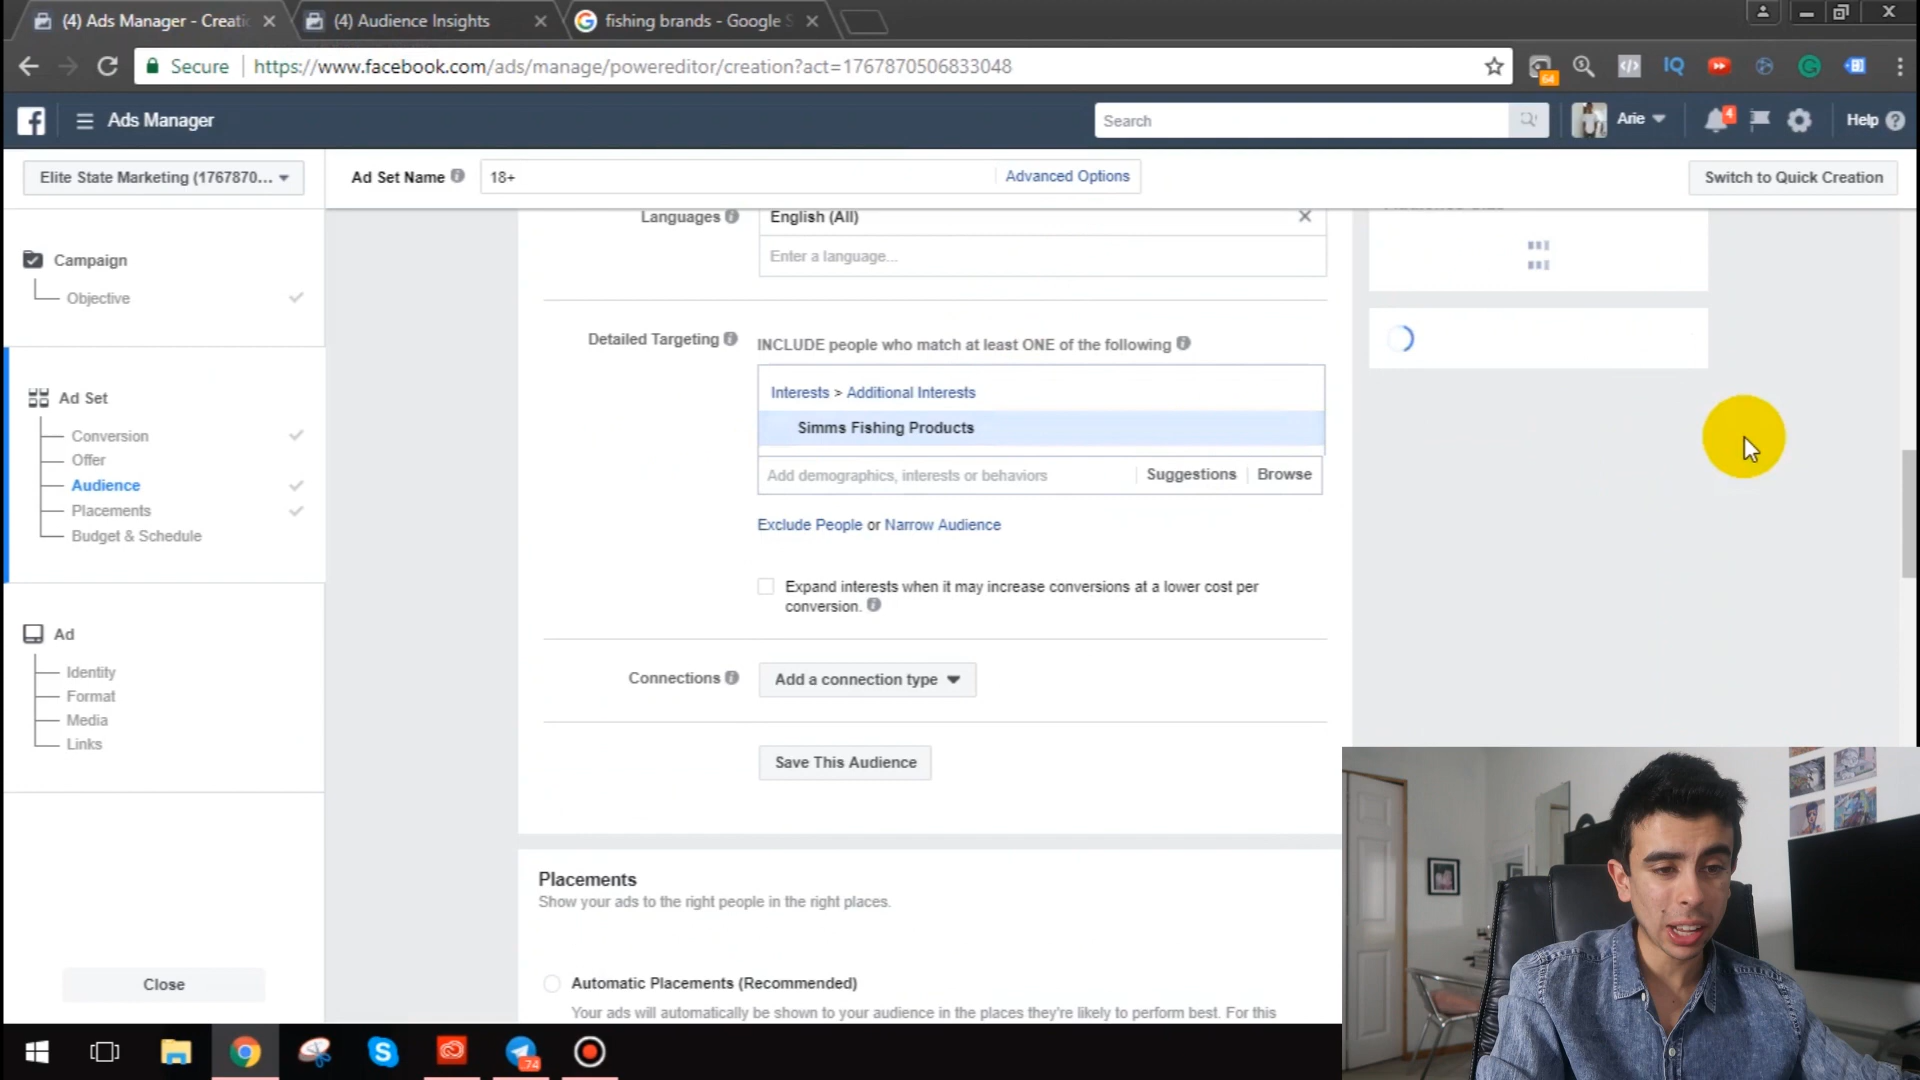 (4) Ads Manager - Creati
(4) Audience Insights
fishing brands - Google S
Secure
https://www.facebook.com/ads/manage/powereditor/creation?act=1767870506833048
64
IQ
Ads Manager
Search
Arie
4
Help
Elite State Marketing (1767870...
Ad Set Name
18+
Advanced Options
Switch to Quick Creation
Campaign
Objective
Ad Set
Conversion
Offer
Audience
Placements
Budget & Schedule
Ad
Identity
Format
Media
Links
Close
Languages
English (All)
Enter a language...
Detailed Targeting
INCLUDE people who match at least ONE of the following
Interests > Additional Interests
Simms Fishing Products
Add demographics, interests or behaviors
Suggestions
Browse
Exclude People or Narrow Audience
Expand interests when it may increase conversions at a lower cost per
conversion.
Connections
Add a connection type
Save This Audience
Placements
Show your ads to the right people in the right places.
Automatic Placements (Recommended)
Your ads will automatically be shown to your audience in the places they're likely to perform best. For this
74